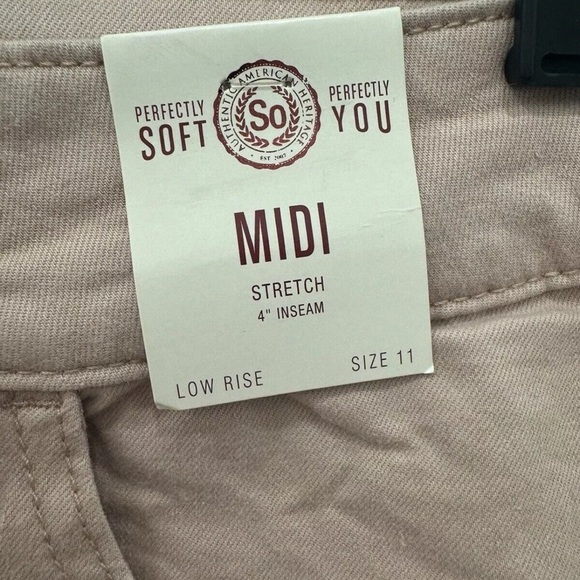 PERFECTLY SOFT
AUTHENTIC AMERICAN HERITAGE
So
EST 2007
PERFECTLY YOU
MIDI
STRETCH
4" INSEAM
LOW RISE
SIZE 11